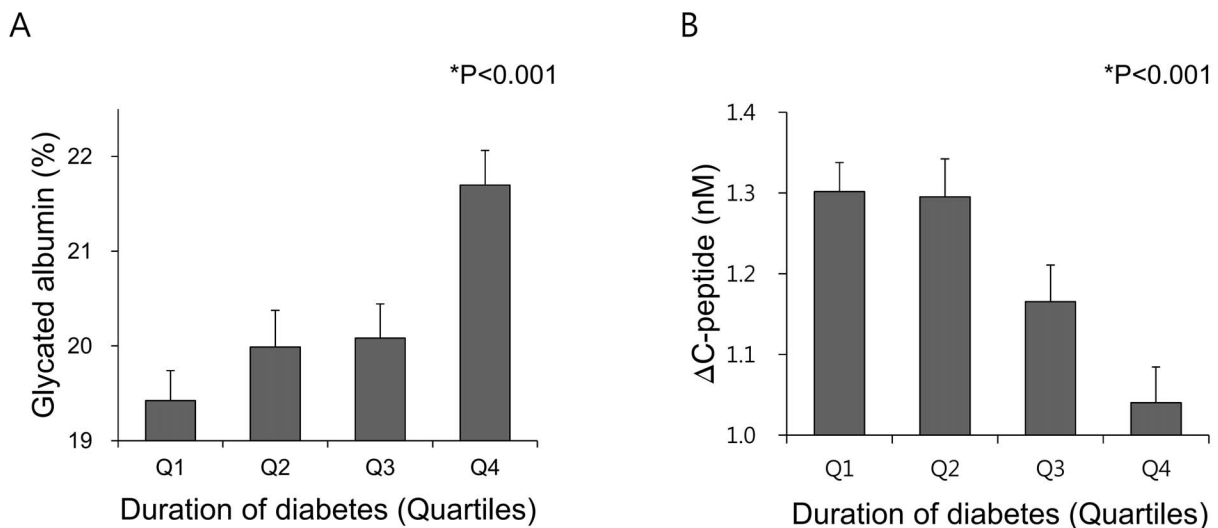 A
*P<0.001
Glycated albumin (%)
22
21
20
19
Q1 Q2 Q3 Q4
Duration of diabetes (Quartiles)
B
*P<0.001
ΔC-peptide (nM)
1.4
1.3
1.2
1.1
1.0
Q1 Q2 Q3 Q4
Duration of diabetes (Quartiles)